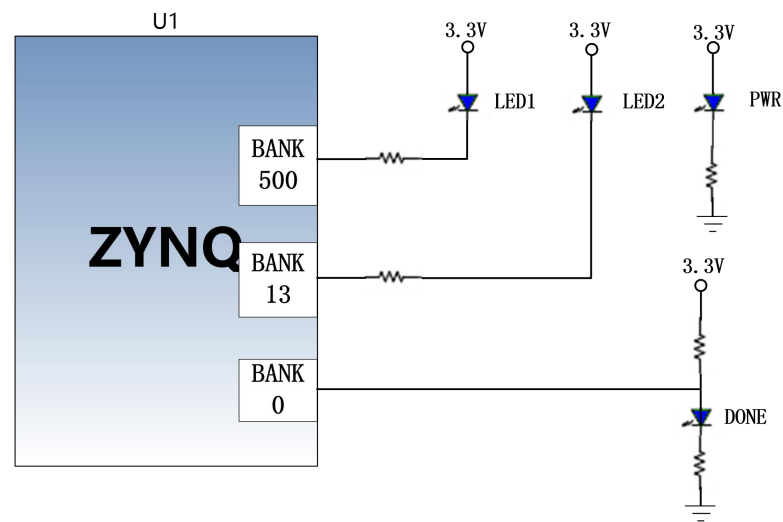 U1
3.3V
3.3V
3.3V
LED1
LED2
PWR
BANK
500
ZYNQ
BANK
13
3.3V
BANK
0
DONE